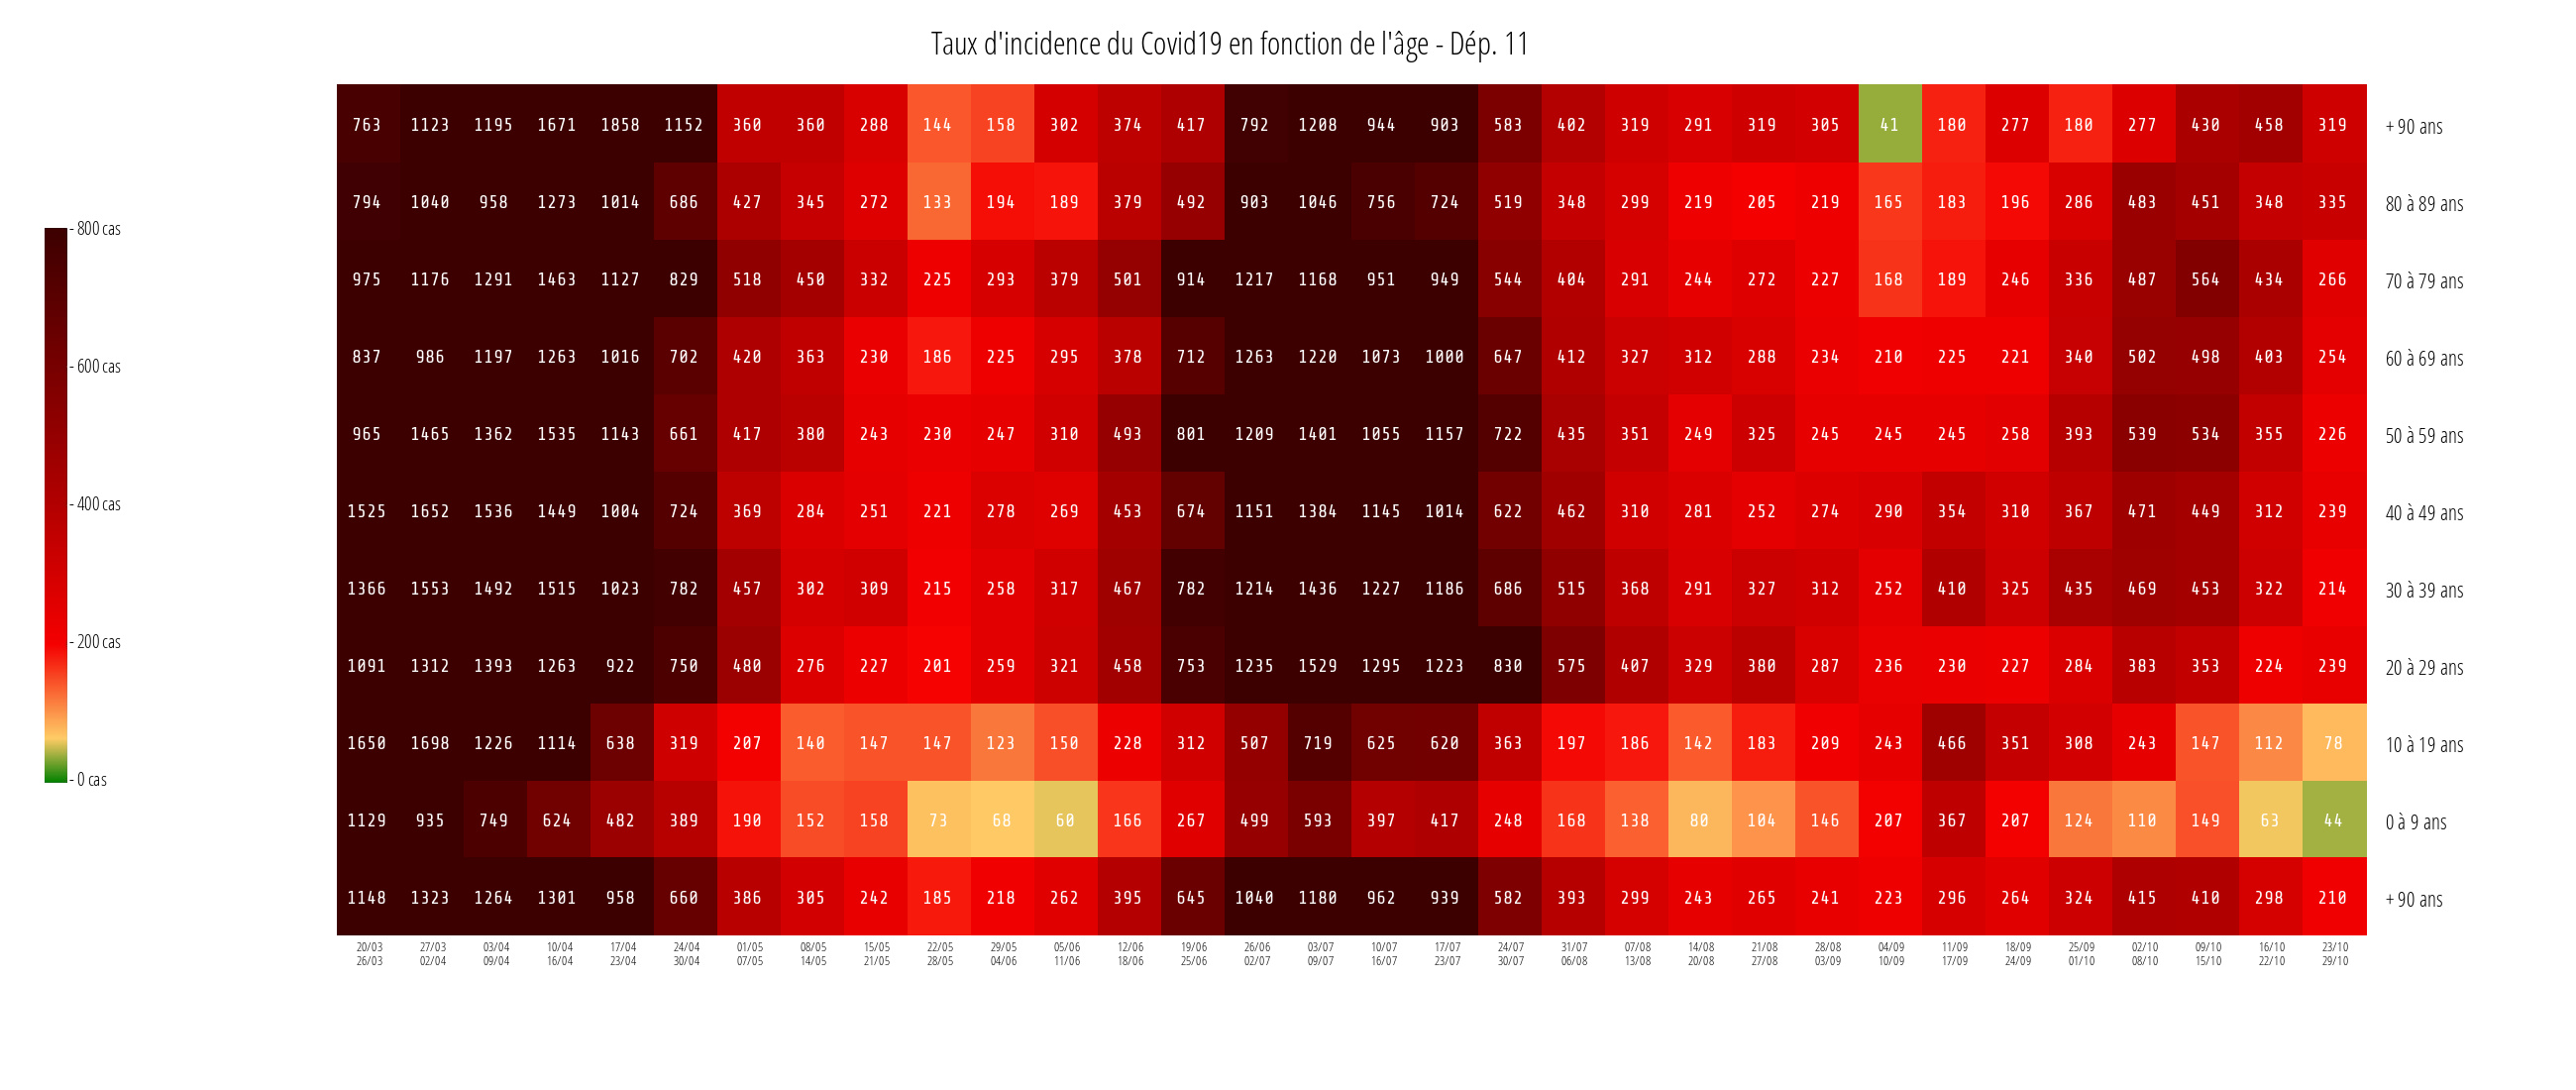 Taux d'incidence du Covid19 en fonction de l'âge - Dép. 11
- 800 cas
- 600 cas
- 400 cas
- 200 cas
- 0 cas
763 1123 1195 1671 1858 1152 360 360 288 144 158 302 374 417 792 1208 944 903 583 402 319 291 319 305 41 180 277 180 277 430 458 319 + 90 ans
794 1040 958 1273 1014 686 427 345 272 133 194 189 379 492 903 1046 756 724 519 348 299 219 205 219 165 183 196 286 483 451 348 335 80 à 89 ans
975 1176 1291 1463 1127 829 518 450 332 225 293 379 501 914 1217 1168 951 949 544 404 291 244 272 227 168 189 246 336 487 564 434 266 70 à 79 ans
837 986 1197 1263 1016 702 420 363 230 186 225 295 378 712 1263 1220 1073 1000 647 412 327 312 288 234 210 225 221 340 502 498 403 254 60 à 69 ans
965 1465 1362 1535 1143 661 417 380 243 230 247 310 493 801 1209 1401 1055 1157 722 435 351 249 325 245 245 245 258 393 539 534 355 226 50 à 59 ans
1525 1652 1536 1449 1004 724 369 284 251 221 278 269 453 674 1151 1384 1145 1014 622 462 310 281 252 274 290 354 310 367 471 449 312 239 40 à 49 ans
1366 1553 1492 1515 1023 782 457 302 309 215 258 317 467 782 1214 1436 1227 1186 686 515 368 291 327 312 252 410 325 435 469 453 322 214 30 à 39 ans
1091 1312 1393 1263 922 750 480 276 227 201 259 321 458 753 1235 1529 1295 1223 830 575 407 329 380 287 236 230 227 284 383 353 224 239 20 à 29 ans
1650 1698 1226 1114 638 319 207 140 147 147 123 150 228 312 507 719 625 620 363 197 186 142 183 209 243 466 351 308 243 147 112 78 10 à 19 ans
1129 935 749 624 482 389 190 152 158 73 68 60 166 267 499 593 397 417 248 168 138 80 104 146 207 367 207 124 110 149 63 44 0 à 9 ans
1148 1323 1264 1301 958 660 386 305 242 185 218 262 395 645 1040 1180 962 939 582 393 299 243 265 241 223 296 264 324 415 410 298 210 + 90 ans
20/03 27/03 03/04 10/04 17/04 24/04 01/05 08/05 15/05 22/05 29/05 05/06 12/06 19/06 26/06 03/07 10/07 17/07 24/07 31/07 07/08 14/08 21/08 28/08 04/09 11/09 18/09 25/09 02/10 09/10 16/10 23/10
26/03 02/04 09/04 16/04 23/04 30/04 07/05 14/05 21/05 28/05 04/06 11/06 18/06 25/06 02/07 09/07 16/07 23/07 30/07 06/08 13/08 20/08 27/08 03/09 10/09 17/09 24/09 01/10 08/10 15/10 22/10 29/10